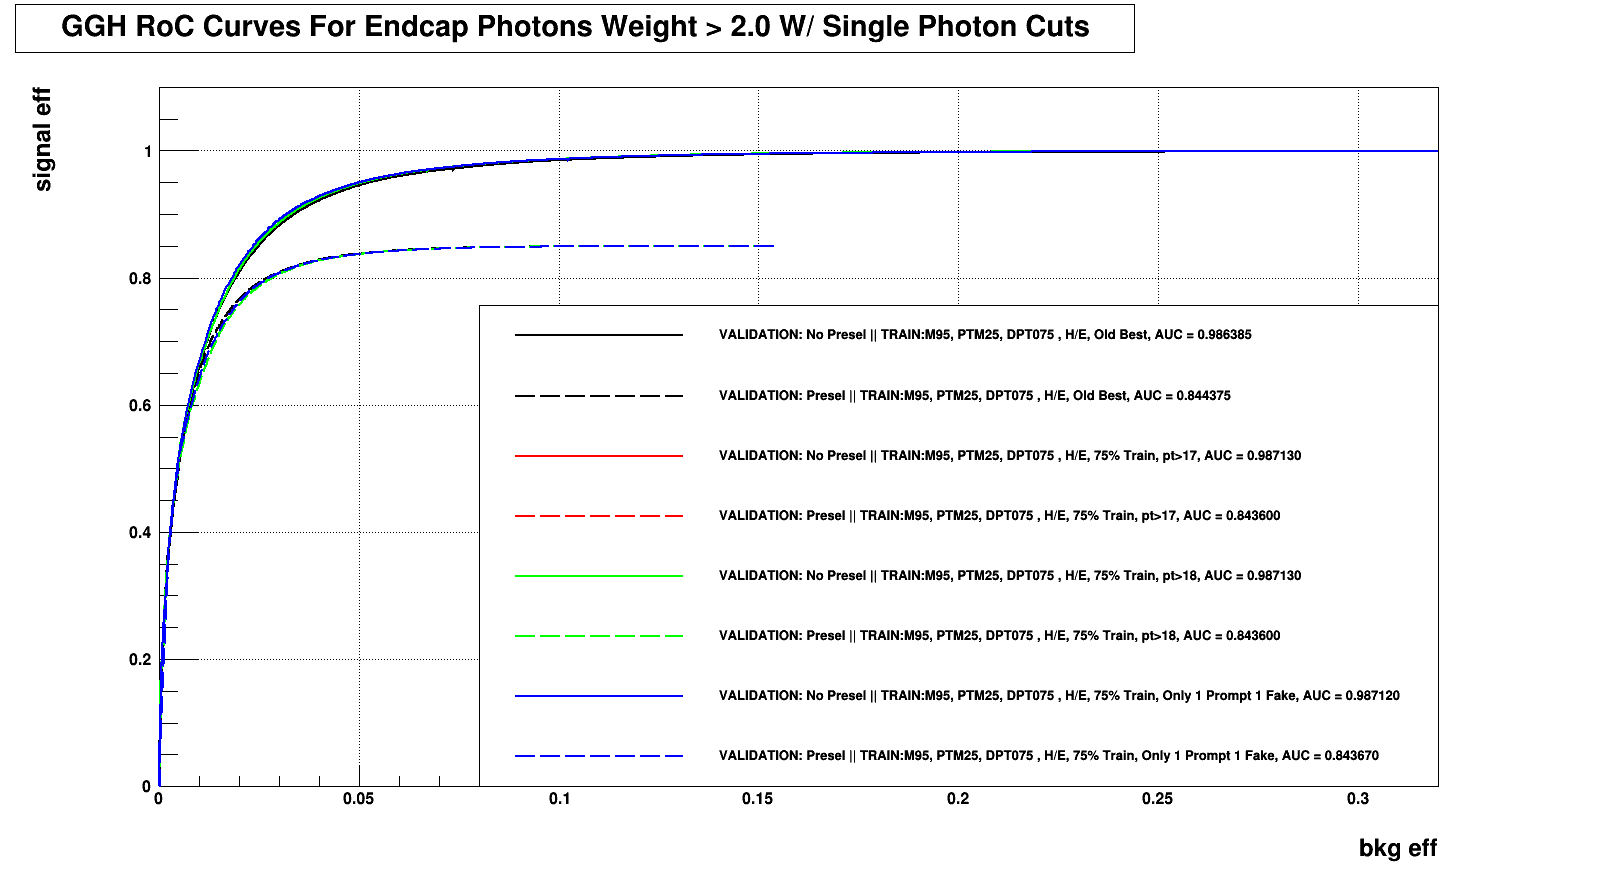 GGH RoC Curves For Endcap Photons Weight > 2.0 W/ Single Photon Cuts
signal eff
1
0.8
0.6
0.4
0.2
0
VALIDATION: No Presel || TRAIN:M95, PTM25, DPT075 , H/E, Old Best, AUC = 0.986385
VALIDATION: Presel || TRAIN:M95, PTM25, DPT075 , H/E, Old Best, AUC = 0.844375
VALIDATION: No Presel || TRAIN:M95, PTM25, DPT075 , H/E, 75% Train, pt>17, AUC = 0.987130
VALIDATION: Presel || TRAIN:M95, PTM25, DPT075 , H/E, 75% Train, pt>17, AUC = 0.843600
VALIDATION: No Presel || TRAIN:M95, PTM25, DPT075 , H/E, 75% Train, pt>18, AUC = 0.987130
VALIDATION: Presel || TRAIN:M95, PTM25, DPT075 , H/E, 75% Train, pt>18, AUC = 0.843600
VALIDATION: No Presel || TRAIN:M95, PTM25, DPT075 , H/E, 75% Train, Only 1 Prompt 1 Fake, AUC = 0.987120
VALIDATION: Presel || TRAIN:M95, PTM25, DPT075 , H/E, 75% Train, Only 1 Prompt 1 Fake, AUC = 0.843670
0 0.05 0.1 0.15 0.2 0.25 0.3
bkg eff